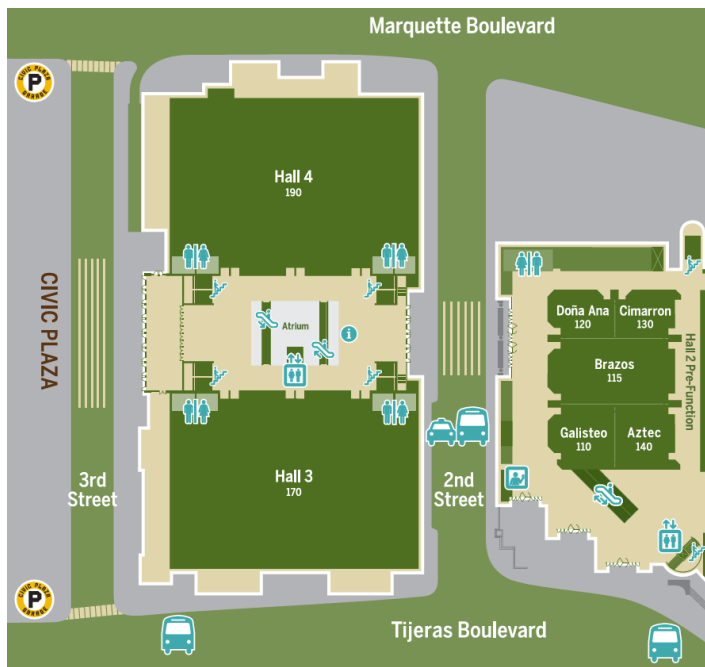 Marquette Boulevard
CIVIC PLAZA
P
GARAGE
Hall 4
190
CIVIC PLAZA
Atrium
i
Doña Ana
120
Cimarron
130
Brazos
115
Hall 2 Pre-Function
Galisteo
110
Aztec
140
Hall 3
170
3rd
Street
2nd
Street
CIVIC PLAZA
P
GARAGE
Tijeras Boulevard